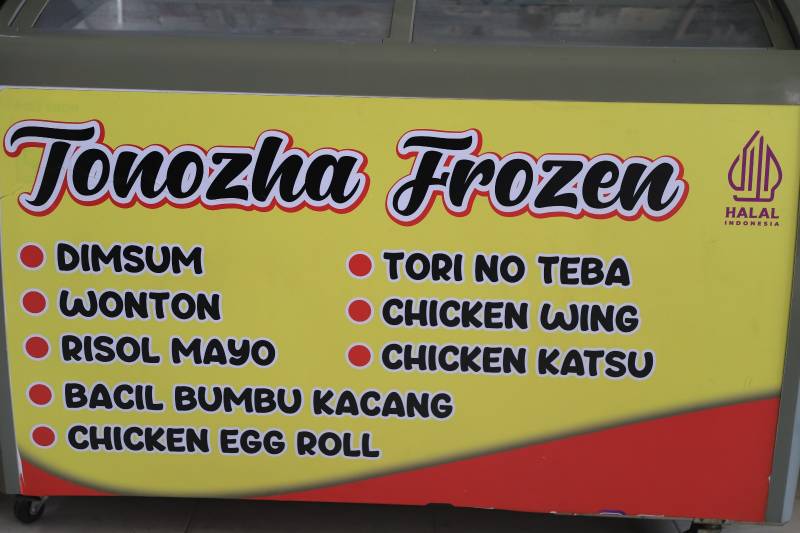 Tonozha Frozen
HALAL
INDONESIA
DIMSUM
WONTON
RISOL MAYO
BACIL BUMBU KACANG
CHICKEN EGG ROLL
TORI NO TEBA
CHICKEN WING
CHICKEN KATSU